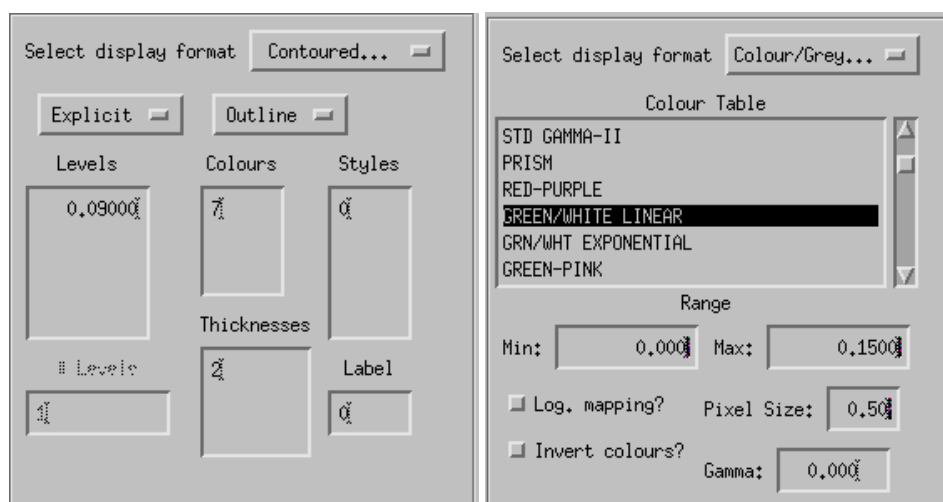 Select display format Contoured...
Explicit Outline
Levels Colours Styles
0.09000 7 0
Thicknesses
# Levels 2 Label
1 0
Select display format Colour/Grey...
Colour Table
STD GAMMA-II
PRISM
RED-PURPLE
GREEN/WHITE LINEAR
GRN/WHT EXPONENTIAL
GREEN-PINK
Range
Min: 0.000 Max: 0.1500
Log. mapping? Pixel Size: 0.50
Invert colours?
Gamma: 0.000